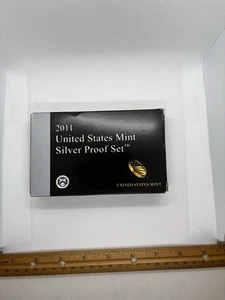 2011
United States Mint
Silver Proof Set™
UNITED STATES MINT